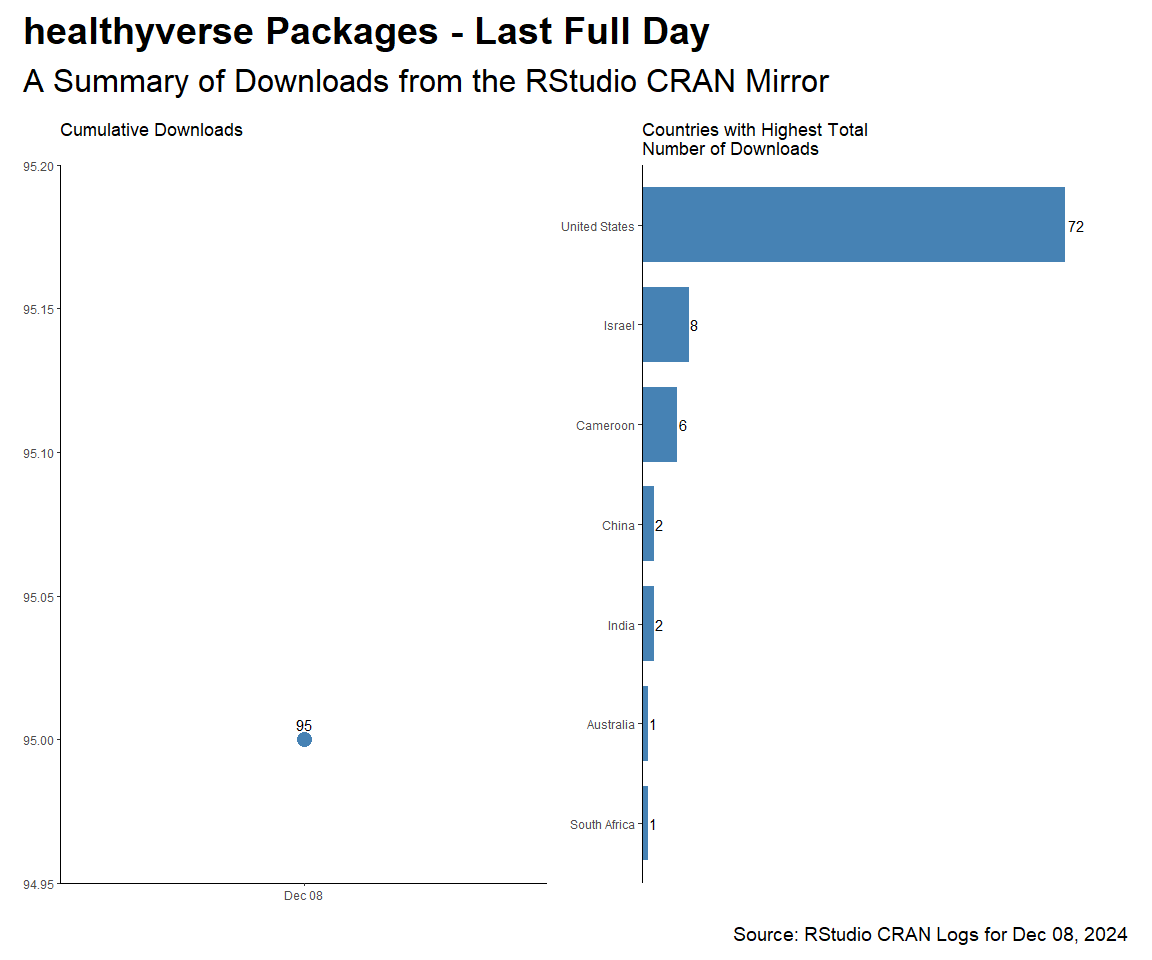 healthyverse Packages - Last Full Day
A Summary of Downloads from the RStudio CRAN Mirror
Cumulative Downloads
95.20
95.15
95.10
95.05
95.00
94.95
95
Dec 08
Countries with Highest Total
Number of Downloads
United States 72
Israel 8
Cameroon 6
China 2
India 2
Australia 1
South Africa 1
Source: RStudio CRAN Logs for Dec 08, 2024